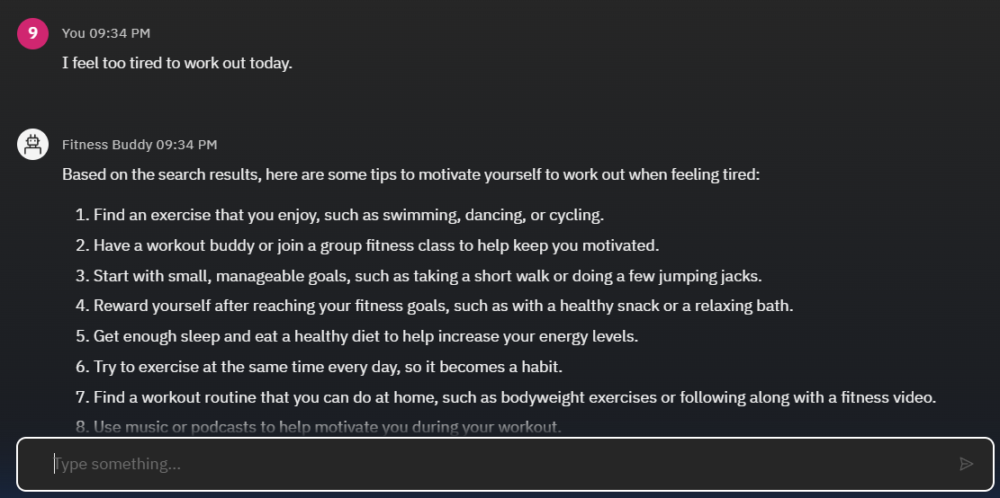 9
You 09:34 PM
I feel too tired to work out today.
Fitness Buddy 09:34 PM
Based on the search results, here are some tips to motivate yourself to work out when feeling tired:
1. Find an exercise that you enjoy, such as swimming, dancing, or cycling.
2. Have a workout buddy or join a group fitness class to help keep you motivated.
3. Start with small, manageable goals, such as taking a short walk or doing a few jumping jacks.
4. Reward yourself after reaching your fitness goals, such as with a healthy snack or a relaxing bath.
5. Get enough sleep and eat a healthy diet to help increase your energy levels.
6. Try to exercise at the same time every day, so it becomes a habit.
7. Find a workout routine that you can do at home, such as bodyweight exercises or following along with a fitness video.
8. Use music or podcasts to help motivate you during your workout.
Type something...